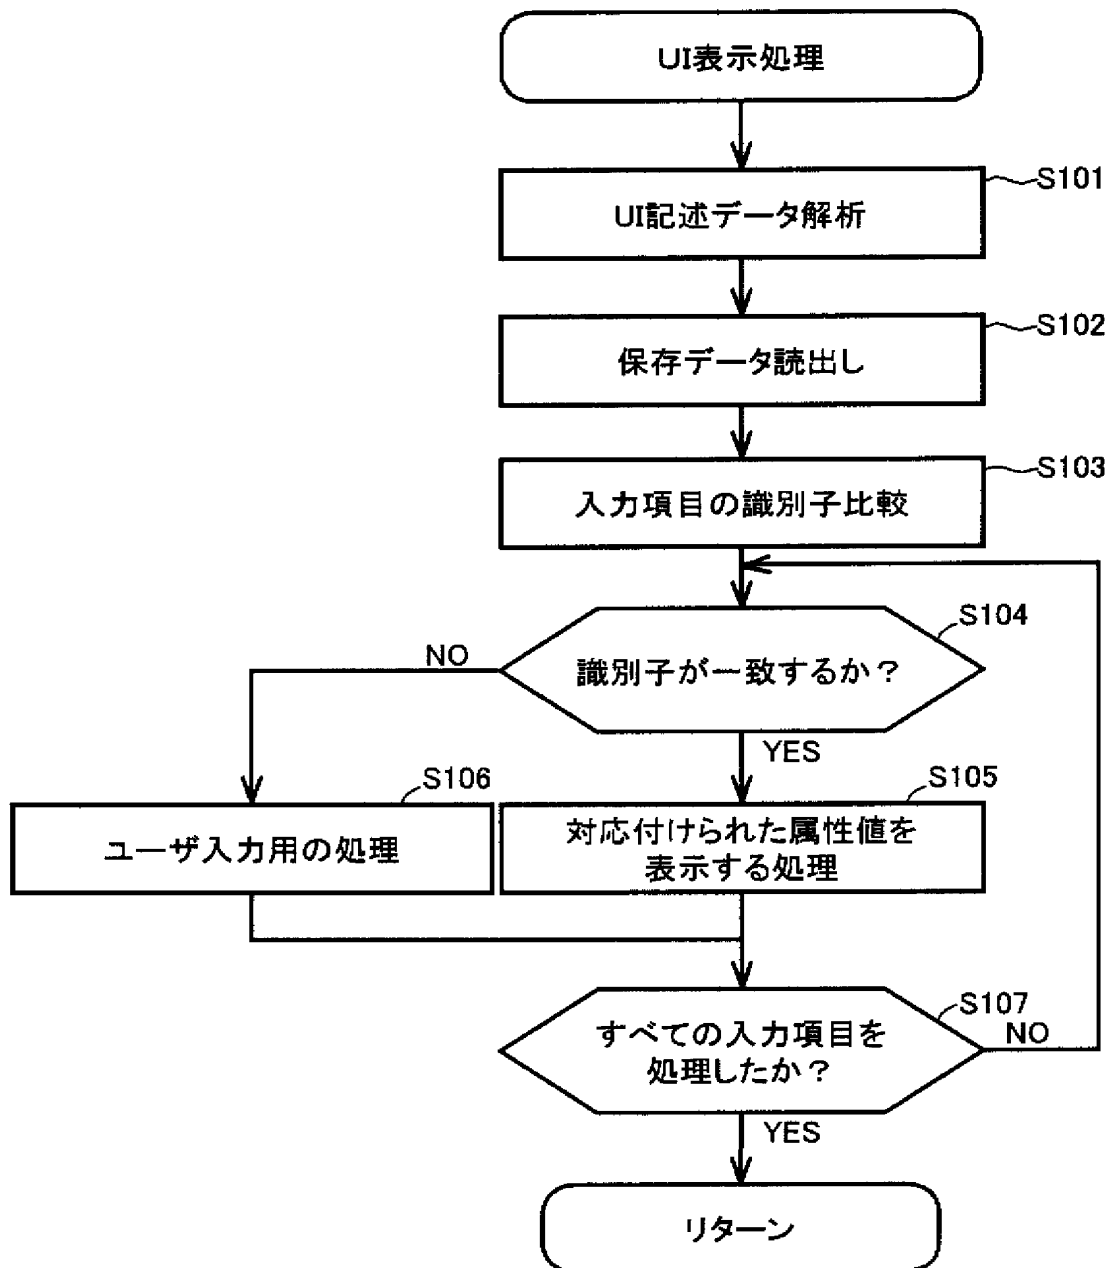 UI表示処理
S101
UI記述データ解析
S102
保存データ読出し
S103
入力項目の識別子比較
S104
識別子が一致するか?
NO
YES
S106
ユーザ入力用の処理
S105
対応付けられた属性値を
表示する処理
S107
すべての入力項目を
処理したか?
NO
YES
リターン